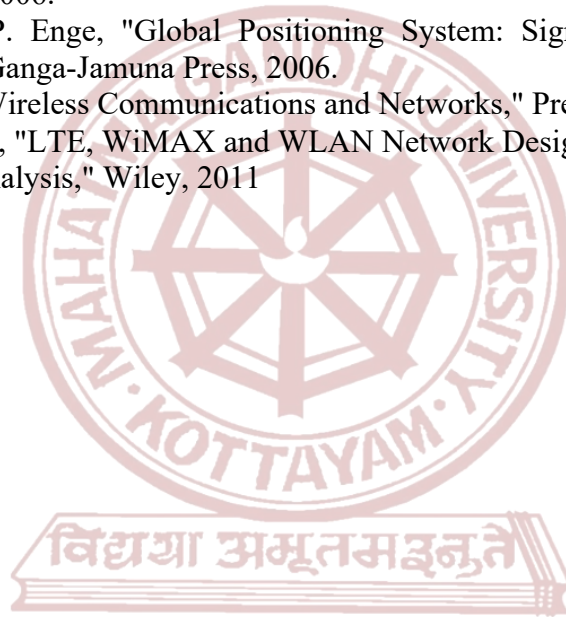 006.
P. Enge, "Global Positioning System: Sig
Ganga-Jamuna Press, 2006.
Wireless Communications and Networks," Pre
, "LTE, WiMAX and WLAN Network Desig
alysis," Wiley, 2011
MAHATMA GANDHI UNIVERSITY
• KOTTAYAM •
विद्यया अमृतमश्नुते